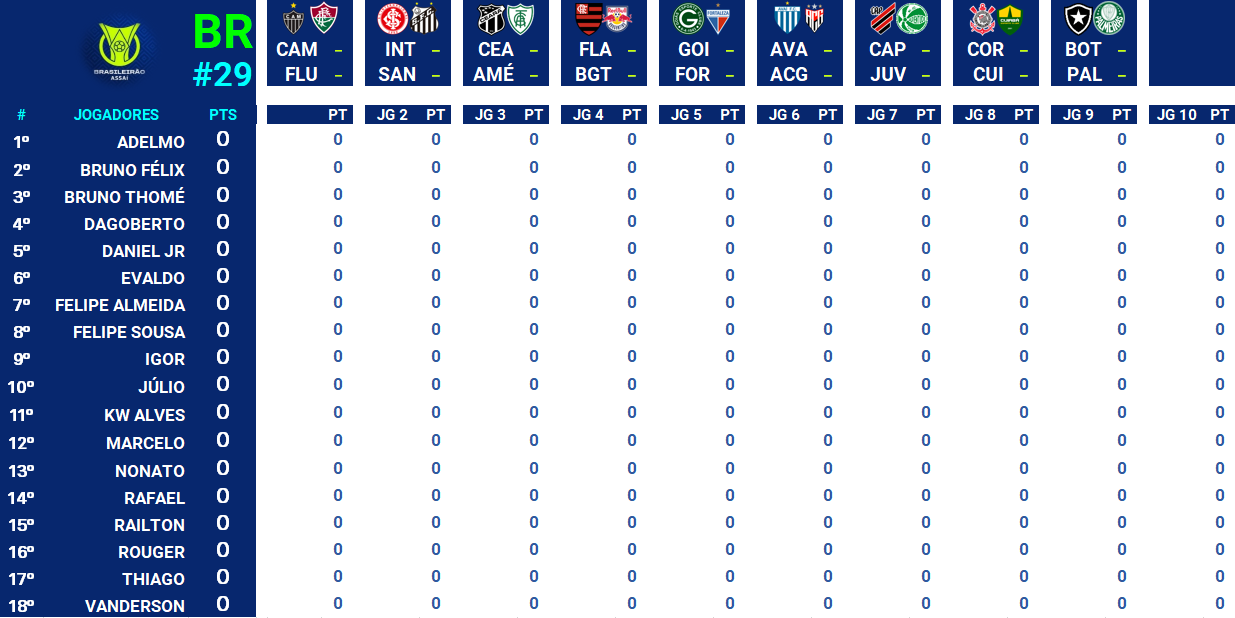 BR
#29
BRASILEIRÃO
ASSAÍ
CAM – INT – CEA – FLA – GOI – AVA – CAP – COR – BOT –
FLU – SAN – AMÉ – BGT – FOR – ACG – JUV – CUI – PAL –
# JOGADORES PTS PT JG 2 PT JG 3 PT JG 4 PT JG 5 PT JG 6 PT JG 7 PT JG 8 PT JG 9 PT JG 10 PT
1º ADELMO 0 0 0 0 0 0 0 0 0 0 0
2º BRUNO FÉLIX 0 0 0 0 0 0 0 0 0 0 0
3º BRUNO THOMÉ 0 0 0 0 0 0 0 0 0 0 0
4º DAGOBERTO 0 0 0 0 0 0 0 0 0 0 0
5º DANIEL JR 0 0 0 0 0 0 0 0 0 0 0
6º EVALDO 0 0 0 0 0 0 0 0 0 0 0
7º FELIPE ALMEIDA 0 0 0 0 0 0 0 0 0 0 0
8º FELIPE SOUSA 0 0 0 0 0 0 0 0 0 0 0
9º IGOR 0 0 0 0 0 0 0 0 0 0 0
10º JÚLIO 0 0 0 0 0 0 0 0 0 0 0
11º KW ALVES 0 0 0 0 0 0 0 0 0 0 0
12º MARCELO 0 0 0 0 0 0 0 0 0 0 0
13º NONATO 0 0 0 0 0 0 0 0 0 0 0
14º RAFAEL 0 0 0 0 0 0 0 0 0 0 0
15º RAILTON 0 0 0 0 0 0 0 0 0 0 0
16º ROUGER 0 0 0 0 0 0 0 0 0 0 0
17º THIAGO 0 0 0 0 0 0 0 0 0 0 0
18º VANDERSON 0 0 0 0 0 0 0 0 0 0 0